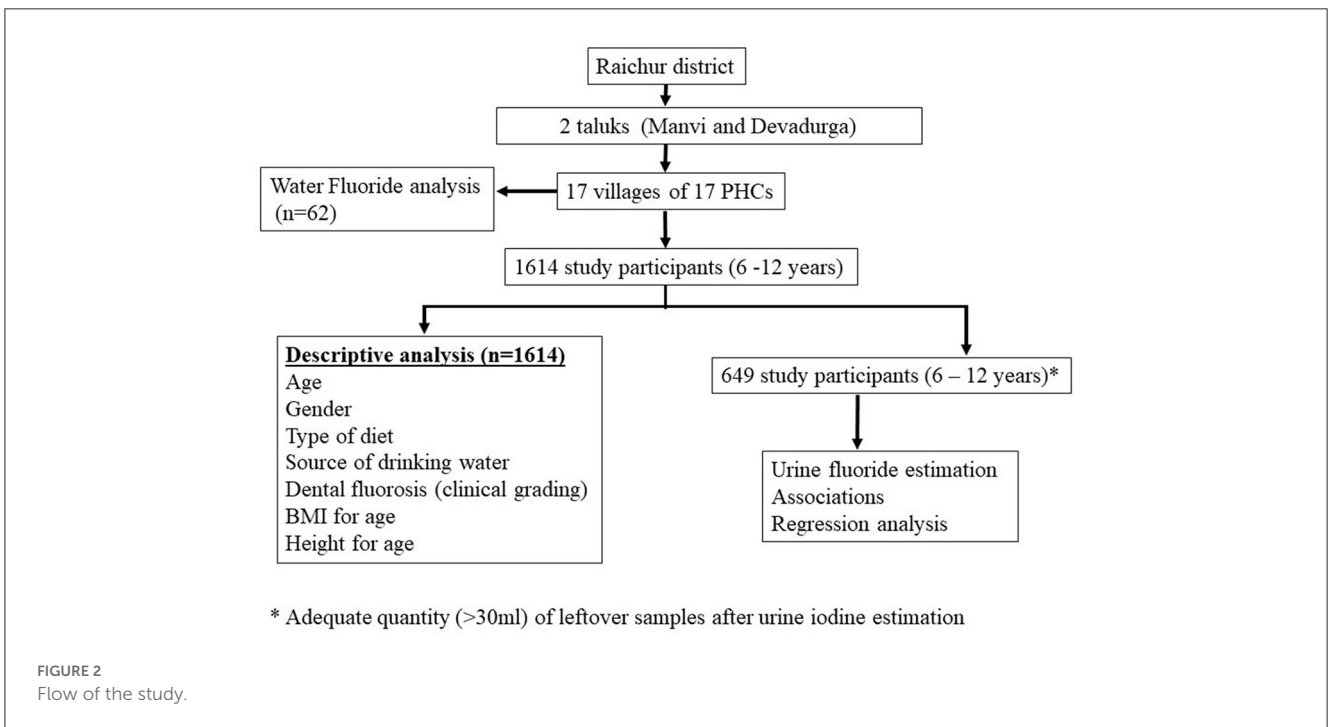 Raichur district
2 taluks (Manvi and Devadurga)
Water Fluoride analysis
(n=62)
17 villages of 17 PHCs
1614 study participants (6 -12 years)
Descriptive analysis (n=1614)
Age
Gender
Type of diet
Source of drinking water
Dental fluorosis (clinical grading)
BMI for age
Height for age
649 study participants (6 – 12 years)*
Urine fluoride estimation
Associations
Regression analysis
* Adequate quantity (>30ml) of leftover samples after urine iodine estimation
FIGURE 2
Flow of the study.